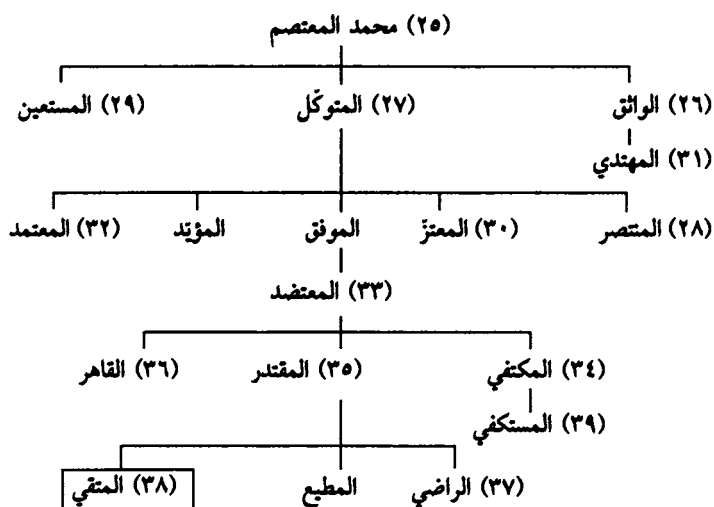 (٢٥) محمد المعتصم
(٢٦) الواثق (٢٧) المتوكّل (٢٩) المستعين
(٣١) المهتدي
(٢٨) المنتصر (٣٠) المعتزّ الموفق المؤيّد (٣٢) المعتمد
(٣٣) المعتضد
(٣٤) المكتفي (٣٥) المقتدر (٣٦) القاهر
(٣٩) المستكفي
(٣٧) الراضي المطيع (٣٨) المتقي